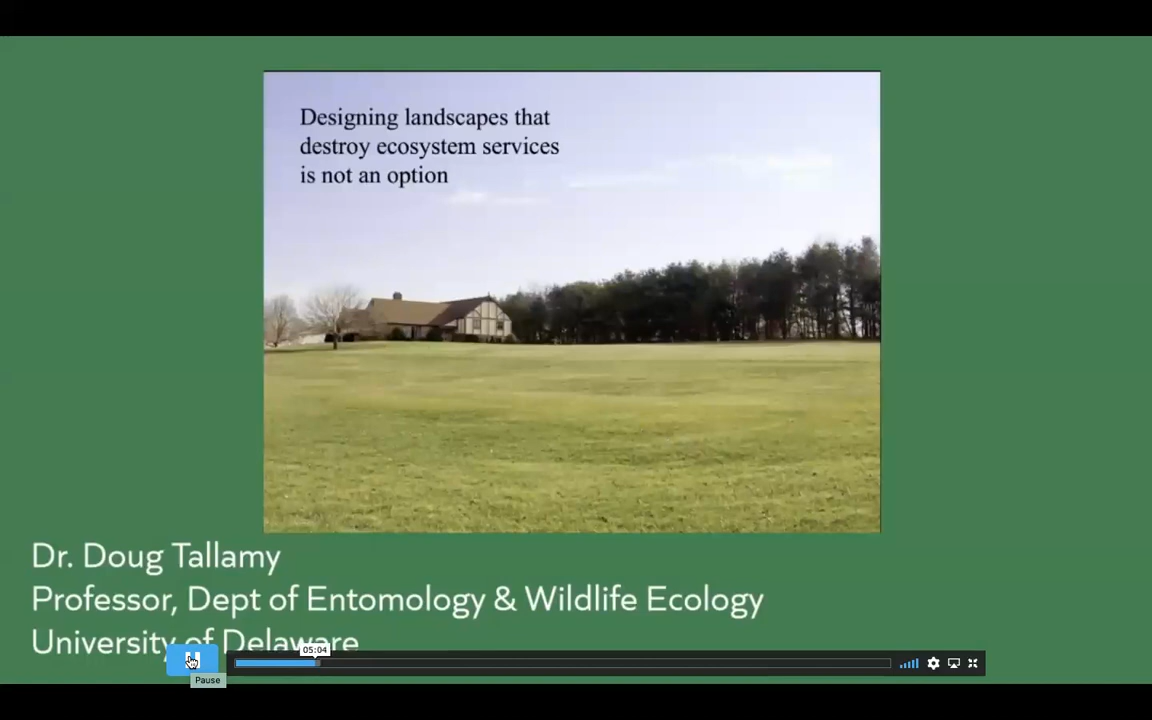 Designing landscapes that
destroy ecosystem services
is not an option
Dr. Doug Tallamy
Professor, Dept of Entomology & Wildlife Ecology
University of Delaware
05:04
Pause